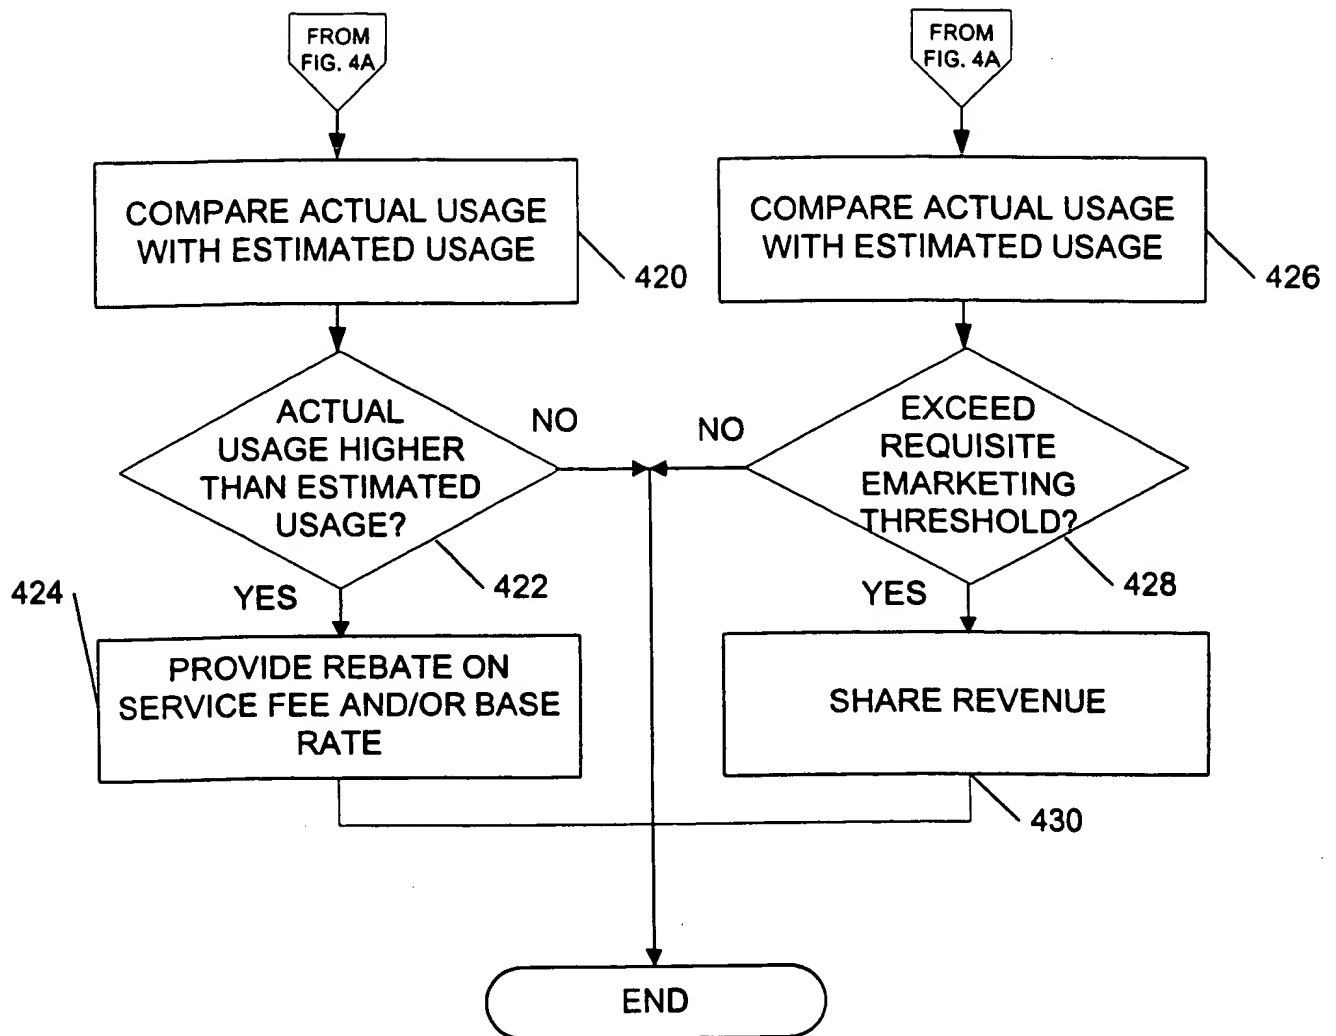 FROM
FIG. 4A
COMPARE ACTUAL USAGE
WITH ESTIMATED USAGE
420
ACTUAL
USAGE HIGHER
THAN ESTIMATED
USAGE?
NO
422
YES
424
PROVIDE REBATE ON
SERVICE FEE AND/OR BASE
RATE
FROM
FIG. 4A
COMPARE ACTUAL USAGE
WITH ESTIMATED USAGE
426
EXCEED
REQUISITE
EMARKETING
THRESHOLD?
NO
428
YES
SHARE REVENUE
430
END